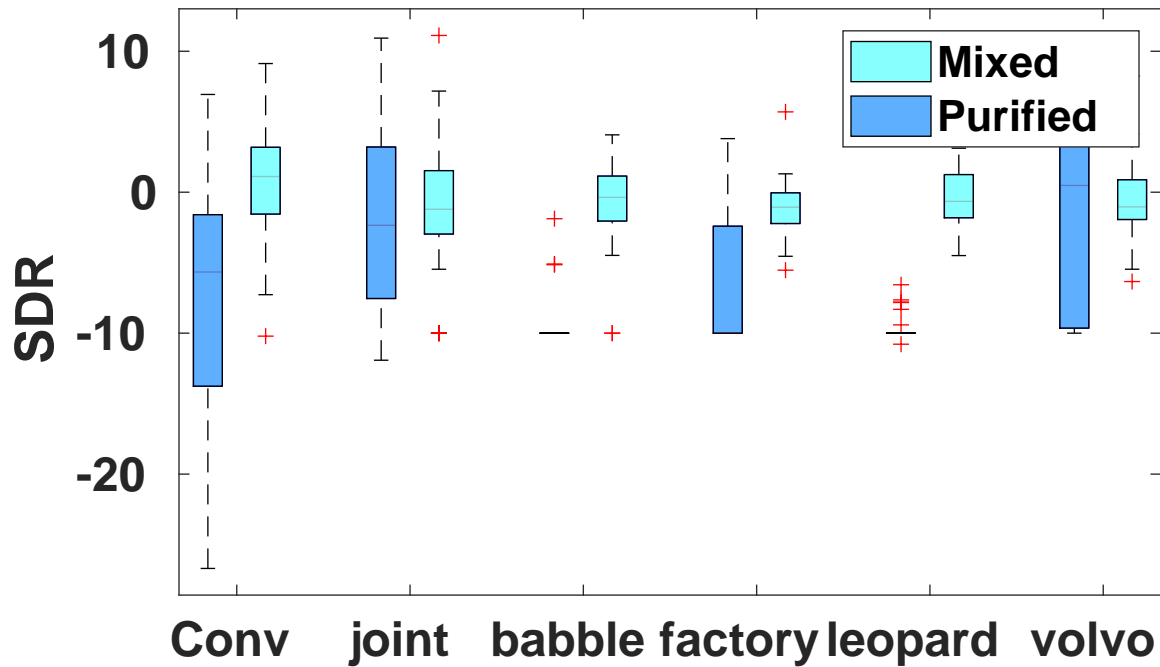 10
0
-10
-20
SDR
Mixed
Purified
Conv joint babble factory leopard volvo